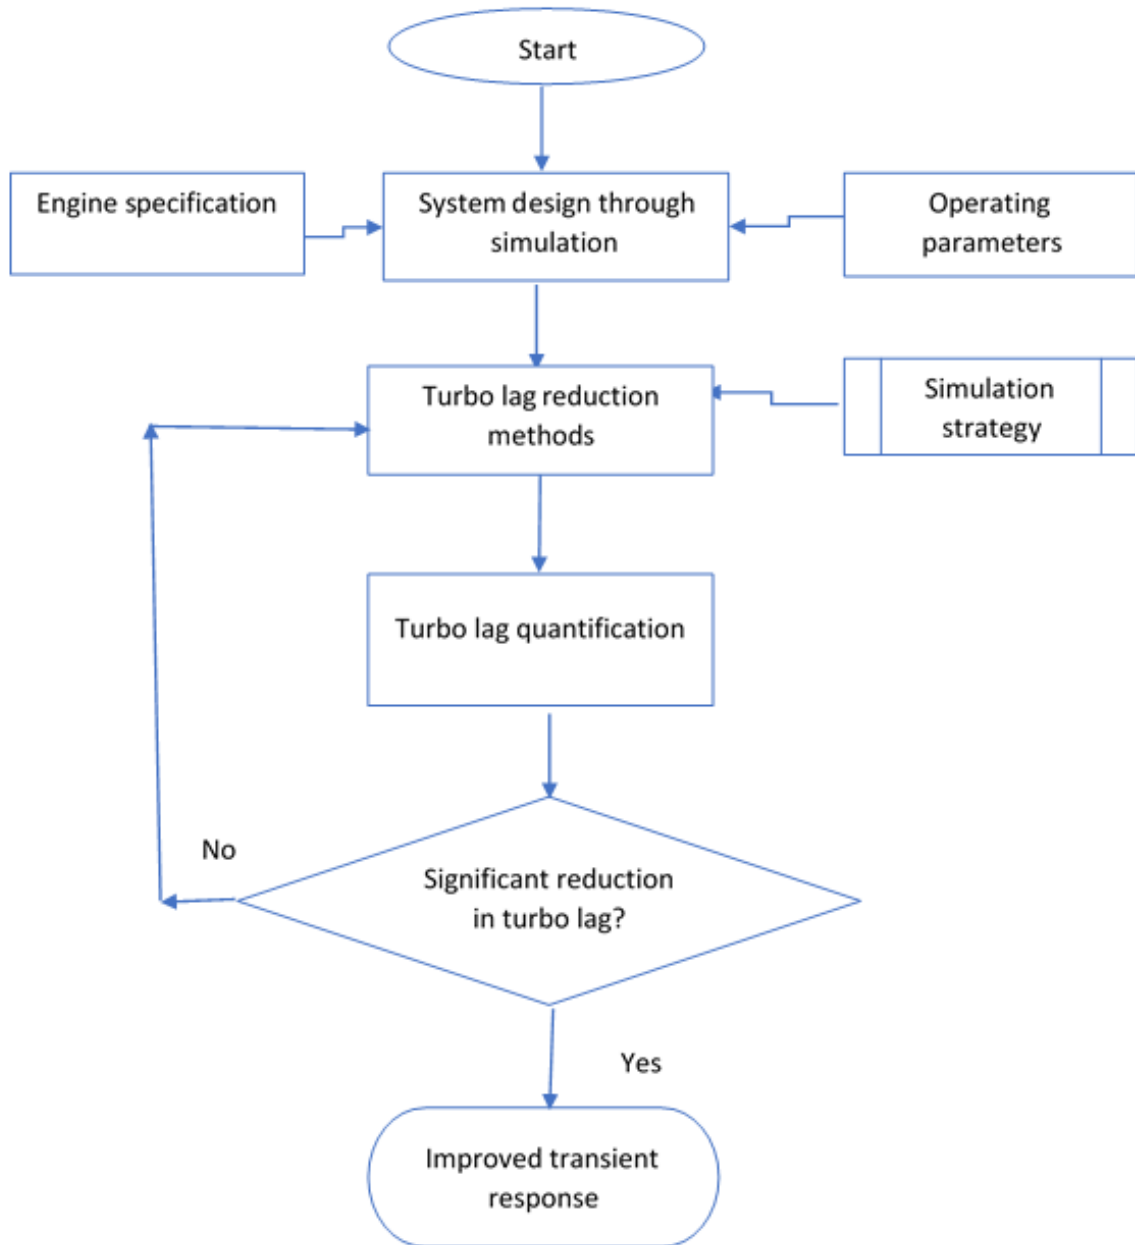 Start
Engine specification
System design through
simulation
Operating
parameters
Turbo lag reduction
methods
Simulation
strategy
Turbo lag quantification
No
Significant reduction
in turbo lag?
Yes
Improved transient
response